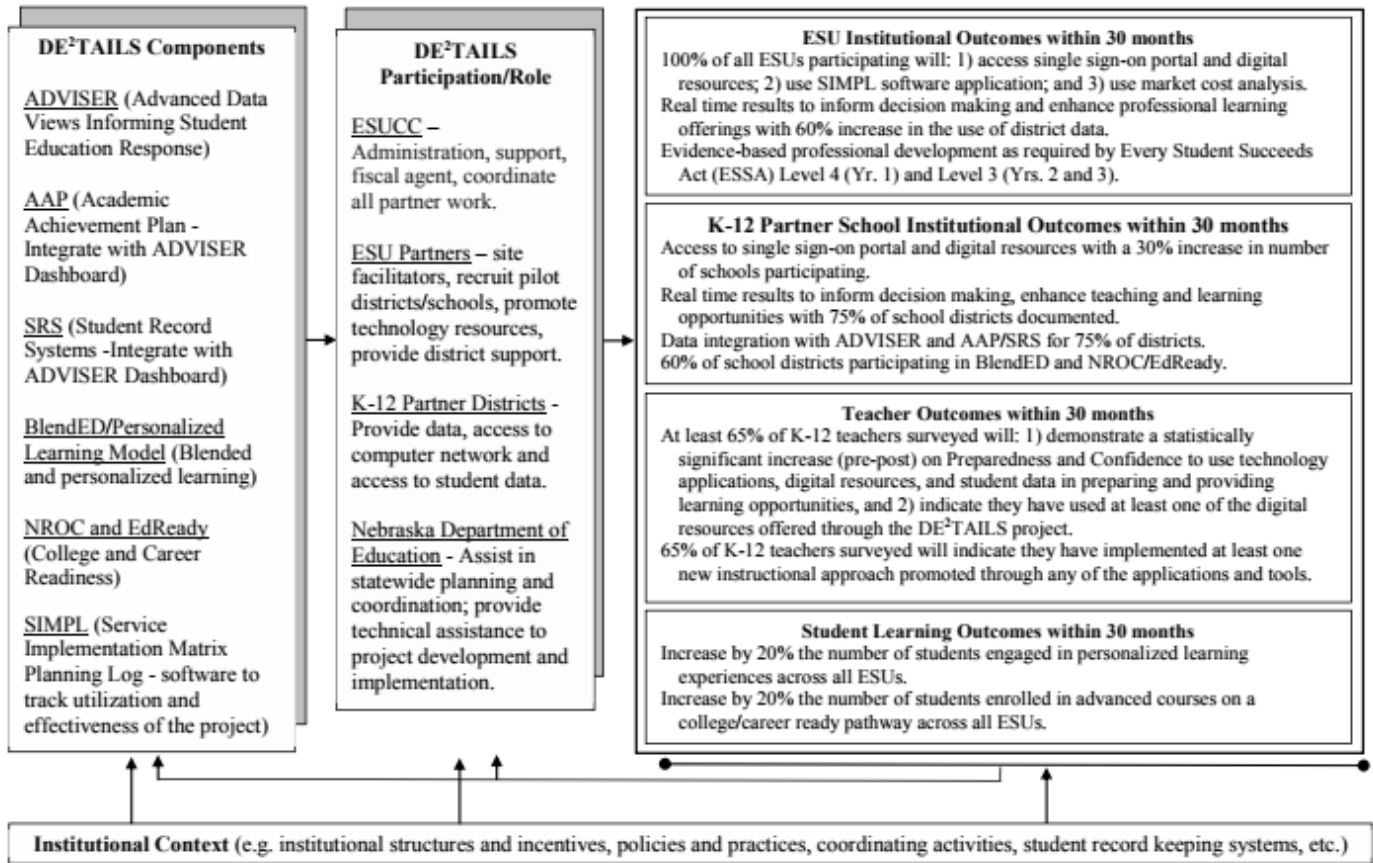 DE²TAILS Components
ADVISER (Advanced Data
Views Informing Student
Education Response)
AAP (Academic
Achievement Plan -
Integrate with ADVISER
Dashboard)
SRS (Student Record
Systems -Integrate with
ADVISER Dashboard)
BlendED/Personalized
Learning Model (Blended
and personalized learning)
NROC and EdReady
(College and Career
Readiness)
SIMPL (Service
Implementation Matrix
Planning Log - software to
track utilization and
effectiveness of the project)
DE²TAILS
Participation/Role
ESUCC –
Administration, support,
fiscal agent, coordinate
all partner work.
ESU Partners – site
facilitators, recruit pilot
districts/schools, promote
technology resources,
provide district support.
K-12 Partner Districts -
Provide data, access to
computer network and
access to student data.
Nebraska Department of
Education - Assist in
statewide planning and
coordination; provide
technical assistance to
project development and
implementation.
ESU Institutional Outcomes within 30 months
100% of all ESUs participating will: 1) access single sign-on portal and digital
resources; 2) use SIMPL software application; and 3) use market cost analysis.
Real time results to inform decision making and enhance professional learning
offerings with 60% increase in the use of district data.
Evidence-based professional development as required by Every Student Succeeds
Act (ESSA) Level 4 (Yr. 1) and Level 3 (Yrs. 2 and 3).
K-12 Partner School Institutional Outcomes within 30 months
Access to single sign-on portal and digital resources with a 30% increase in number
of schools participating.
Real time results to inform decision making, enhance teaching and learning
opportunities with 75% of school districts documented.
Data integration with ADVISER and AAP/SRS for 75% of districts.
60% of school districts participating in BlendED and NROC/EdReady.
Teacher Outcomes within 30 months
At least 65% of K-12 teachers surveyed will: 1) demonstrate a statistically
significant increase (pre-post) on Preparedness and Confidence to use technology
applications, digital resources, and student data in preparing and providing
learning opportunities, and 2) indicate they have used at least one of the digital
resources offered through the DE²TAILS project.
65% of K-12 teachers surveyed will indicate they have implemented at least one
new instructional approach promoted through any of the applications and tools.
Student Learning Outcomes within 30 months
Increase by 20% the number of students engaged in personalized learning
experiences across all ESUs.
Increase by 20% the number of students enrolled in advanced courses on a
college/career ready pathway across all ESUs.
Institutional Context (e.g. institutional structures and incentives, policies and practices, coordinating activities, student record keeping systems, etc.)